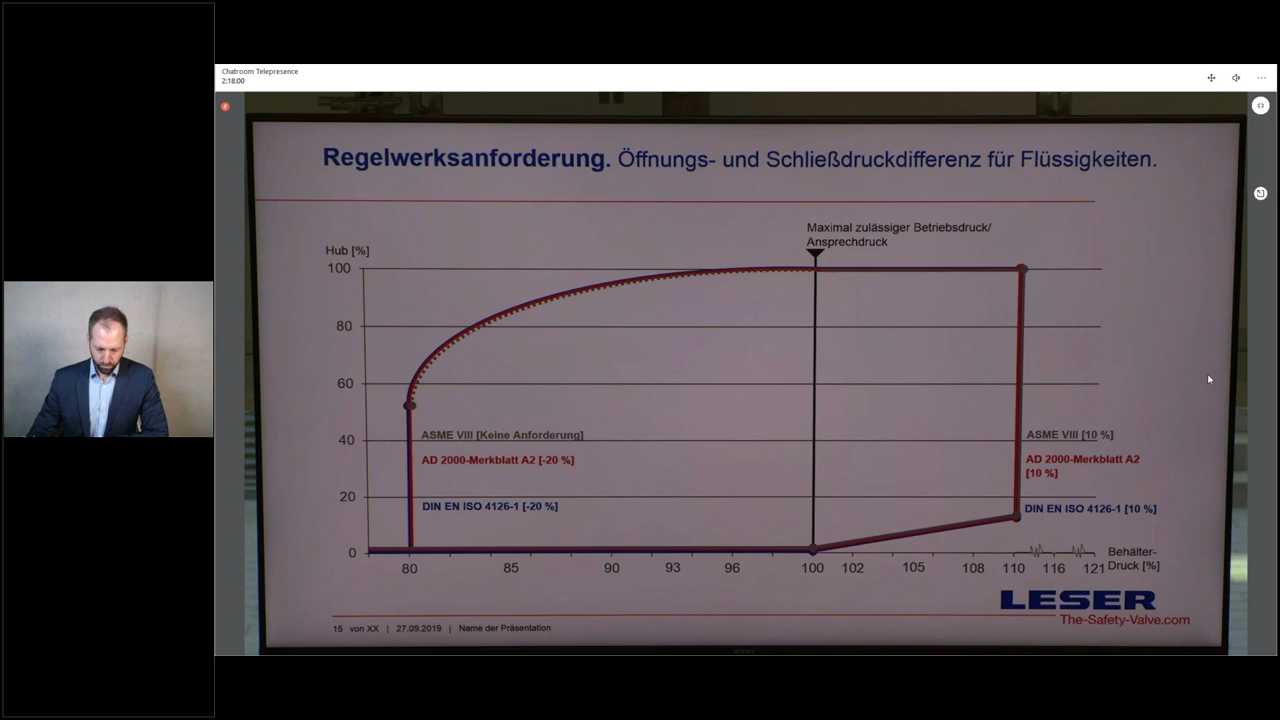 Chatroom Telepresence
2:18:00
Regelwerksanforderung. Öffnungs- und Schließdruckdifferenz für Flüssigkeiten.
Maximal zulässiger Betriebsdruck/
Ansprechdruck
Hub [%]
100
80
60
40
20
0
ASME VIII [Keine Anforderung]
AD 2000-Merkblatt A2 [-20 %]
DIN EN ISO 4126-1 [-20 %]
ASME VIII [10 %]
AD 2000-Merkblatt A2
[10 %]
DIN EN ISO 4126-1 [10 %]
80 85 90 93 96 100 102 105 108 110 116 121
Behälter-
Druck [%]
LESER
The-Safety-Valve.com
15 von XX | 27.09.2019 | Name der Präsentation